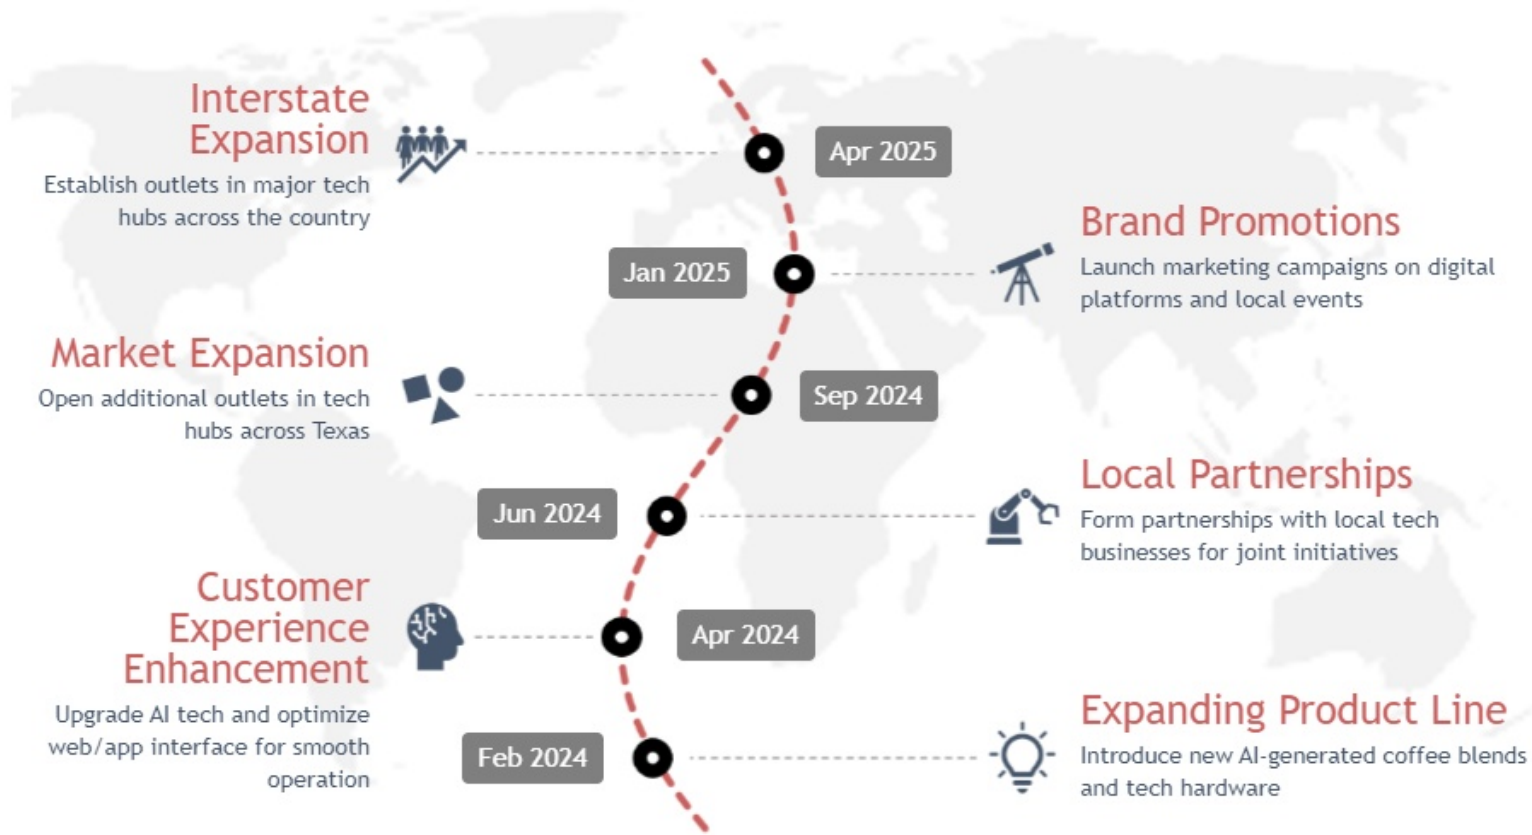 Interstate
Expansion
Establish outlets in major tech
hubs across the country
Apr 2025
Jan 2025
Brand Promotions
Launch marketing campaigns on digital
platforms and local events
Market Expansion
Open additional outlets in tech
hubs across Texas
Sep 2024
Jun 2024
Local Partnerships
Form partnerships with local tech
businesses for joint initiatives
Customer
Experience
Enhancement
Upgrade AI tech and optimize
web/app interface for smooth
operation
Apr 2024
Feb 2024
Expanding Product Line
Introduce new AI-generated coffee blends
and tech hardware